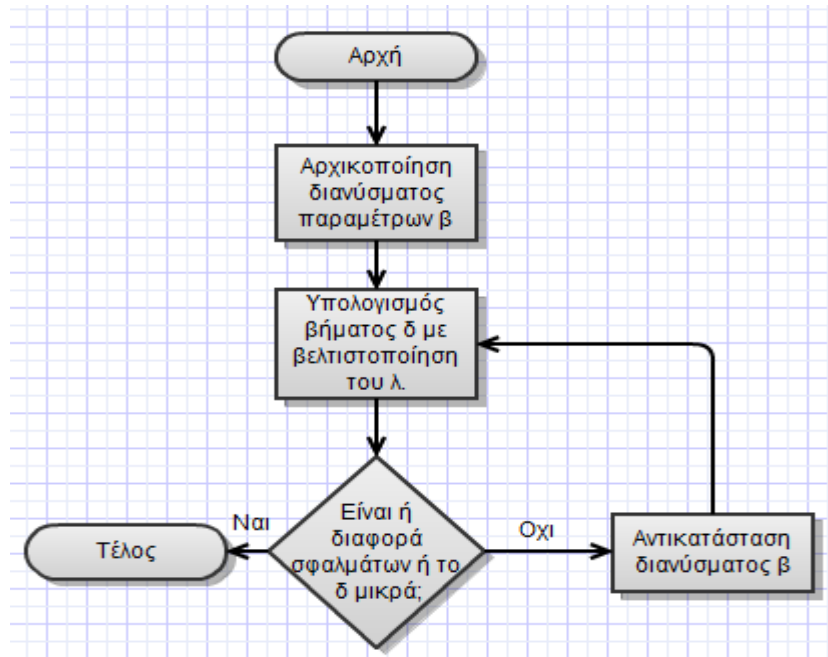 Αρχή
Αρχικοποίηση
διανύσματος
παραμέτρων β
Υπολογισμός
βήματος δ με
βελτιστοποίηση
του λ.
Είναι ή
διαφορά
σφαλμάτων ή το
δ μικρά;
Ναι
Τέλος
Οχι
Αντικατάσταση
διανύσματος β